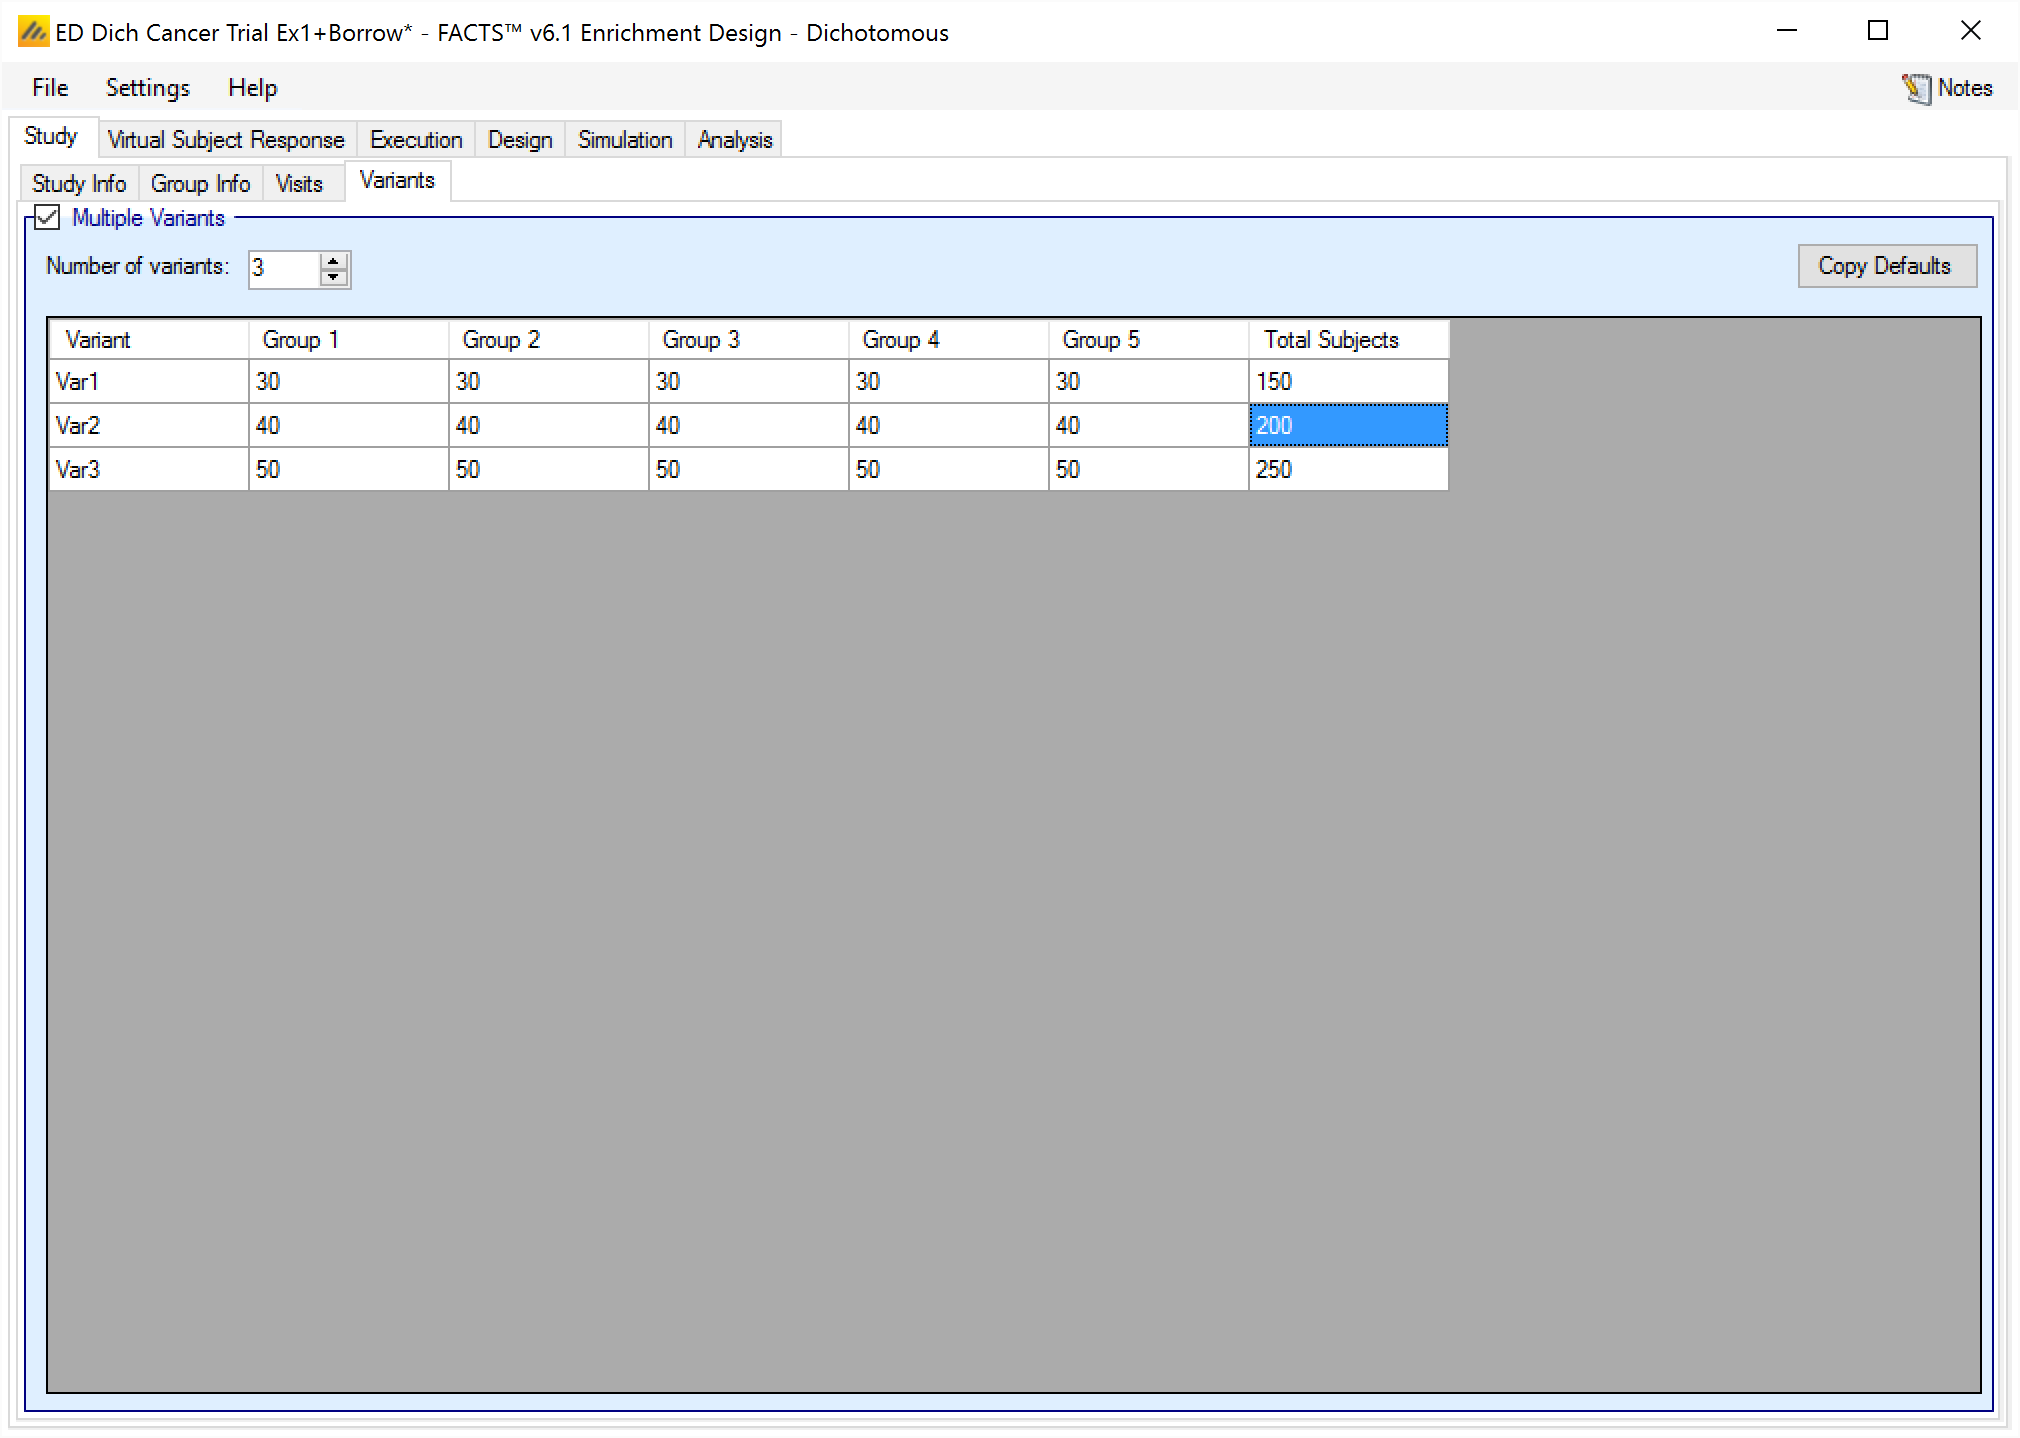 ED Dich Cancer Trial Ex1+Borrow* - FACTS™ v6.1 Enrichment Design - Dichotomous
File Settings Help Notes
Study Virtual Subject Response Execution Design Simulation Analysis
Study Info Group Info Visits Variants
Multiple Variants
Number of variants: 3 Copy Defaults
Variant Group 1 Group 2 Group 3 Group 4 Group 5 Total Subjects
Var1 30 30 30 30 30 150
Var2 40 40 40 40 40 200
Var3 50 50 50 50 50 250